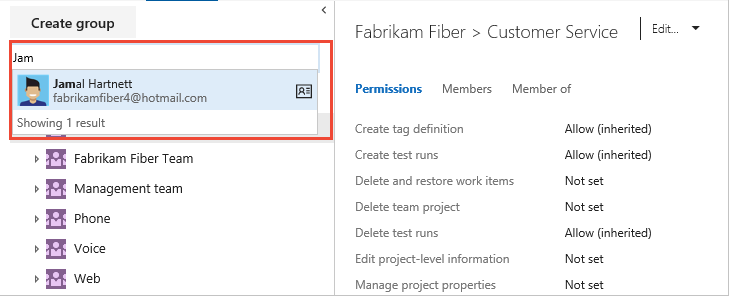 Create group
Jam
Jamal Hartnett
fabrikamfiber4@hotmail.com
Showing 1 result
Fabrikam Fiber Team
Management team
Phone
Voice
Web
Fabrikam Fiber > Customer Service
Edit...
Permissions Members Member of
Create tag definition Allow (inherited)
Create test runs Allow (inherited)
Delete and restore work items Not set
Delete team project Not set
Delete test runs Allow (inherited)
Edit project-level information Not set
Manage project properties Not set